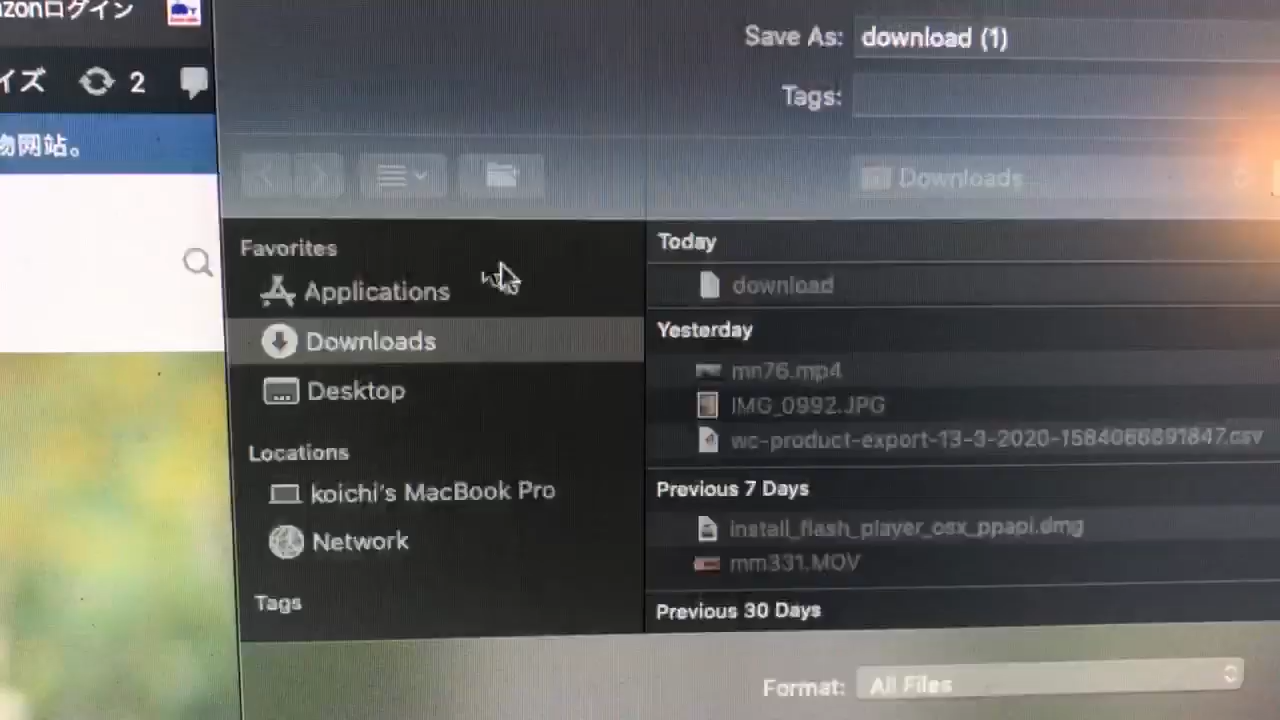 zonログイン
イズ
2
物网站。
Save As:
download (1)
Tags:
Downloads
Favorites
Applications
Downloads
Desktop
Locations
koichi's MacBook Pro
Network
Tags
Today
download
Yesterday
mn76.mp4
IMG_0992.JPG
wc-product-export-13-3-2020-1584066891847.csv
Previous 7 Days
install_flash_player_osx_ppapi.dmg
mm331.MOV
Previous 30 Days
Format:
All Files